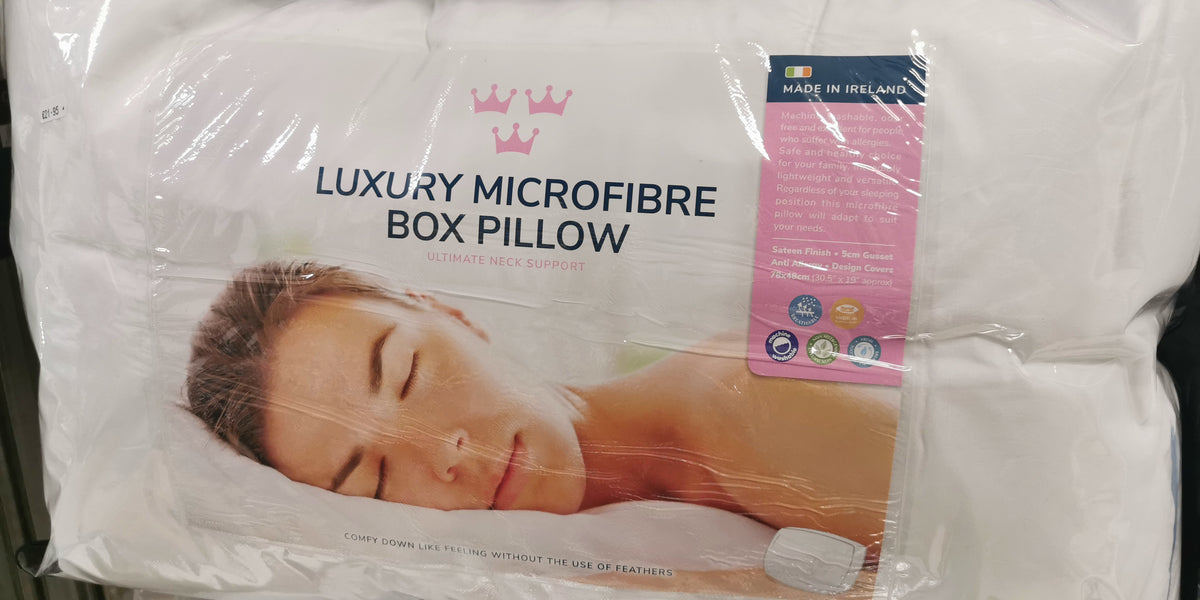 621-95
LUXURY MICROFIBRE
BOX PILLOW
ULTIMATE NECK SUPPORT
COMFY DOWN LIKE FEELING WITHOUT THE USE OF FEATHERS
MADE IN IRELAND
Machine washable,
free and excellent for people
who suffer with allergies.
Safe and healthy choice
for your family,
lightweight and versatile
Regardless of your sleeping
position this microfibre
pillow will adapt to suit
your needs.
Sateen Finish • 5cm Gusset
Anti Allergy • Design Covers
78x48cm (30.5" x 19" approx)
BREATHABLE
machine
washable